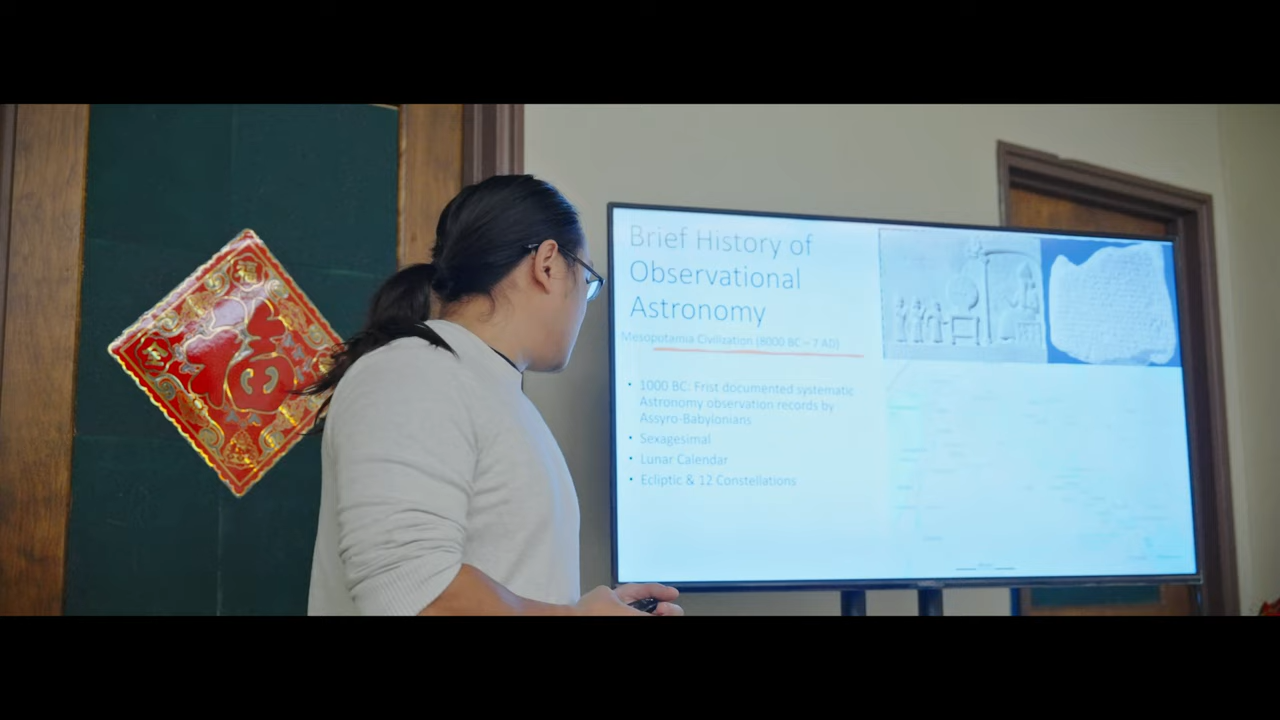 福
Brief History of
Observational
Astronomy
Mesopotamia Civilization (8000 BC – 7 AD)
• 1000 BC: Frist documented systematic
Astronomy observation records by
Assyro-Babylonians
• Sexagesimal
• Lunar Calendar
• Ecliptic & 12 Constellations